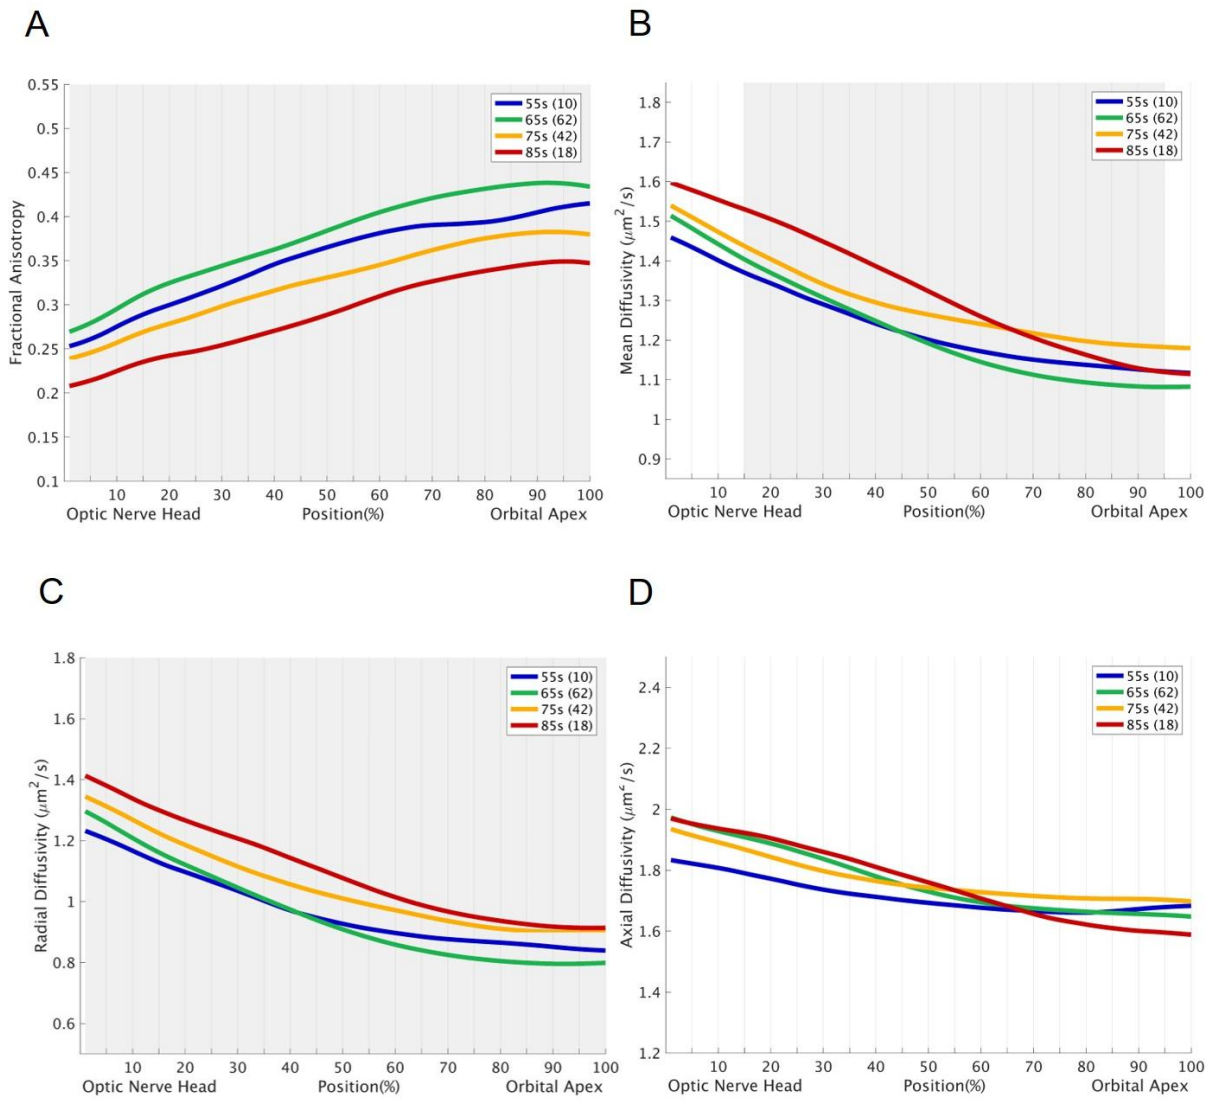 A
Fractional Anisotropy
0.55
0.5
0.45
0.4
0.35
0.3
0.25
0.2
0.15
0.1
55s (10)
65s (62)
75s (42)
85s (18)
10 20 30 40 50 60 70 80 90 100
Optic Nerve Head Position(%) Orbital Apex
B
Mean Diffusivity (μm²/s)
1.8
1.7
1.6
1.5
1.4
1.3
1.2
1.1
1
0.9
55s (10)
65s (62)
75s (42)
85s (18)
10 20 30 40 50 60 70 80 90 100
Optic Nerve Head Position(%) Orbital Apex
C
Radial Diffusivity (μm²/s)
1.8
1.6
1.4
1.2
1
0.8
0.6
55s (10)
65s (62)
75s (42)
85s (18)
10 20 30 40 50 60 70 80 90 100
Optic Nerve Head Position(%) Orbital Apex
D
Axial Diffusivity (μm²/s)
2.4
2.2
2
1.8
1.6
1.4
1.2
55s (10)
65s (62)
75s (42)
85s (18)
10 20 30 40 50 60 70 80 90 100
Optic Nerve Head Position(%) Orbital Apex